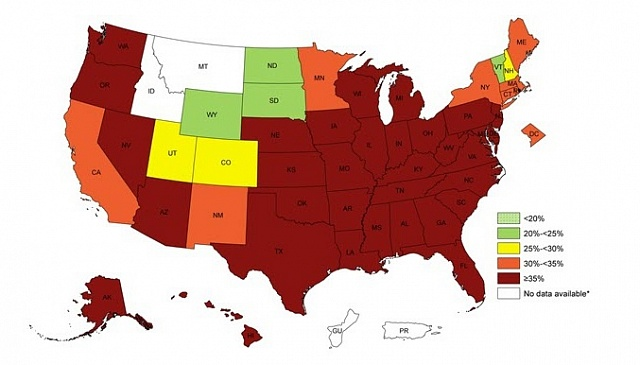 WA
MT
ND
MN
ME
OR
ID
SD
WY
WI
MI
VT
NH
NY
MA
CT
NV
UT
CO
NE
IA
PA
CA
KS
MO
IL
IN
OH
WV
VA
KY
DC
AZ
NM
OK
AR
TN
NC
SC
TX
LA
MS
AL
GA
FL
AK
HI
GU
PR
<20%
20%-<25%
25%-<30%
30%-<35%
≥35%
No data available*